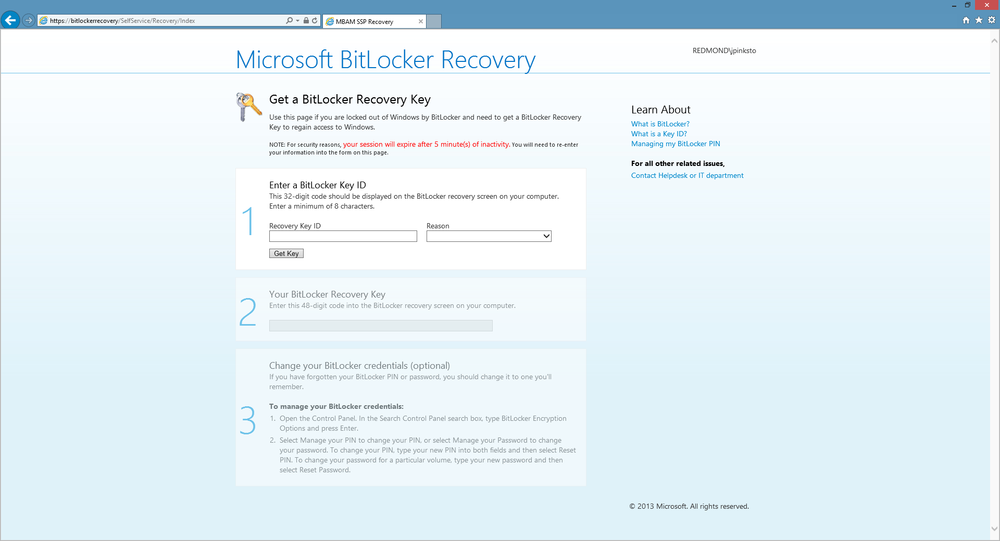 https://bitlockerrecovery/SelfService/Recovery/Index
MBAM SSP Recovery
Microsoft BitLocker Recovery
REDMOND\jpinksto
Get a BitLocker Recovery Key
Use this page if you are locked out of Windows by BitLocker and need to get a BitLocker Recovery
Key to regain access to Windows.
NOTE: For security reasons, your session will expire after 5 minute(s) of inactivity. You will need to re-enter
your information into the form on this page.
Learn About
What is BitLocker?
What is a Key ID?
Managing my BitLocker PIN
For all other related issues,
Contact Helpdesk or IT department
1
Enter a BitLocker Key ID
This 32-digit code should be displayed on the BitLocker recovery screen on your computer.
Enter a minimum of 8 characters.
Recovery Key ID
Reason
Get Key
2
Your BitLocker Recovery Key
Enter this 48-digit code into the BitLocker recovery screen on your computer.
3
Change your BitLocker credentials (optional)
If you have forgotten your BitLocker PIN or password, you should change it to one you'll
remember.
To manage your BitLocker credentials:
1. Open the Control Panel. In the Search Control Panel search box, type BitLocker Encryption
Options and press Enter.
2. Select Manage your PIN to change your PIN, or select Manage your Password to change
your password. To change your PIN, type your new PIN into both fields and then select Reset
PIN. To change your password for a particular volume, type your new password and then
select Reset Password.
© 2013 Microsoft. All rights reserved.